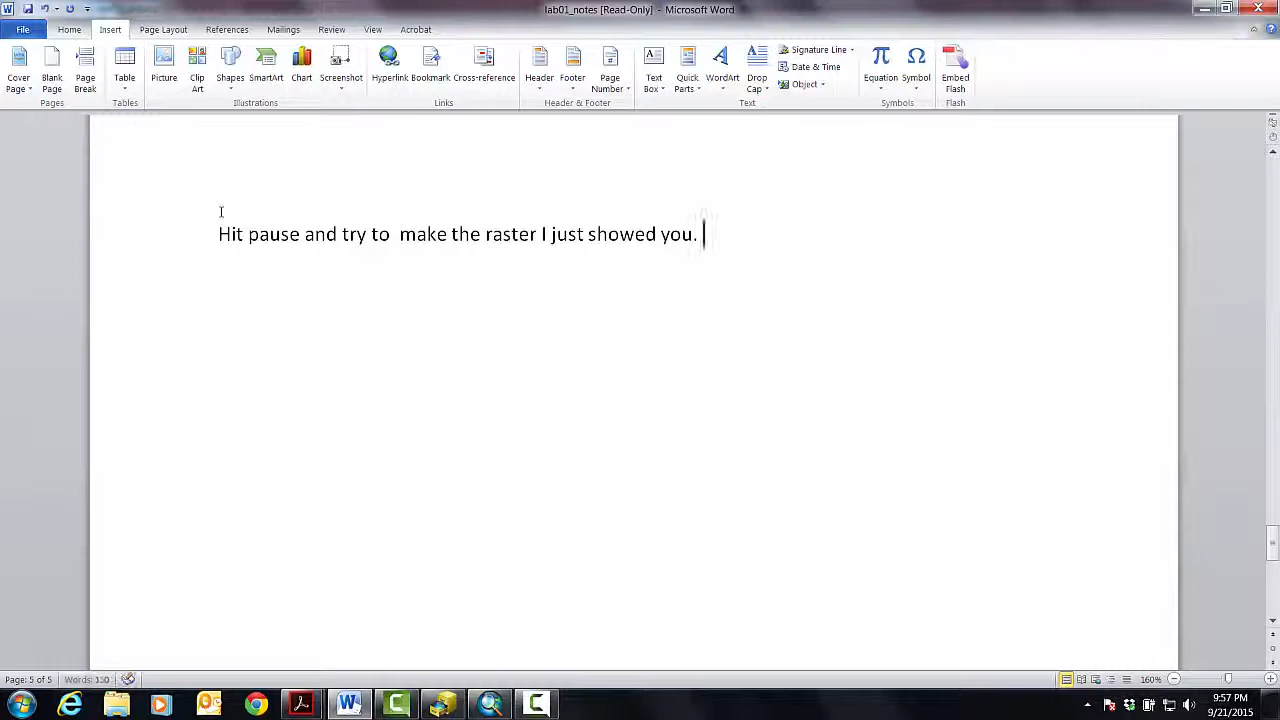 lab01_notes [Read-Only] - Microsoft Word
File Home Insert Page Layout References Mailings Review View Acrobat
Cover Page Blank Page Page Break Table Picture Clip Art Shapes SmartArt Chart Screenshot Hyperlink Bookmark Cross-reference Header Footer Page Number Text Box Quick Parts WordArt Drop Cap Signature Line Date & Time Object Equation Symbol Embed Flash
Pages Tables Illustrations Links Header & Footer Text Symbols Flash
Hit pause and try to  make the raster I just showed you.
Page: 5 of 5 Words: 150 160%
9:57 PM
9/21/2015